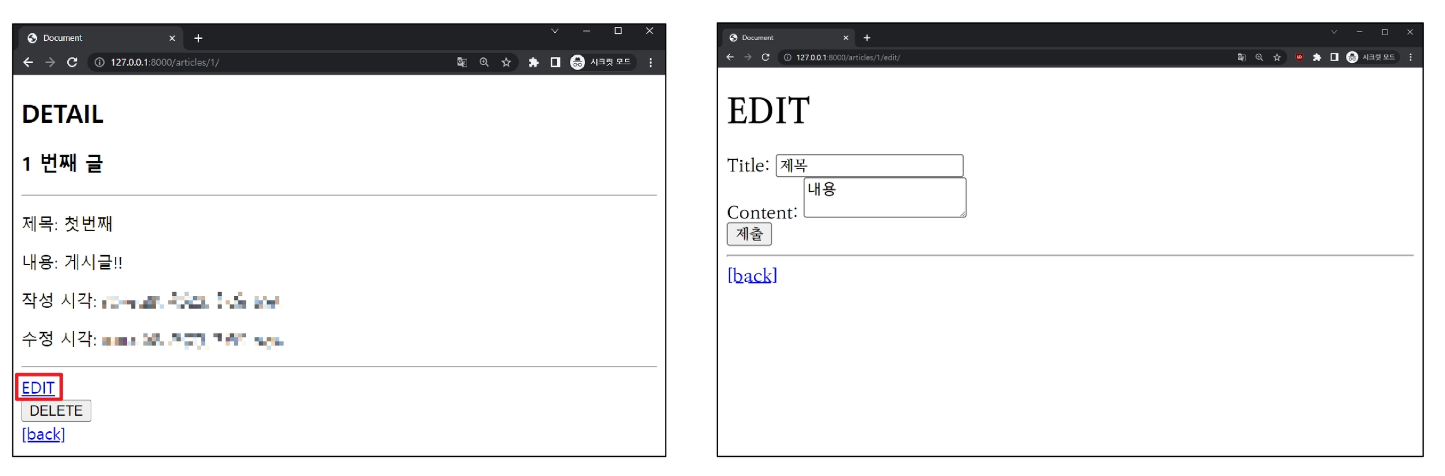 Document
127.0.0.1:8000/articles/1/
시크릿 모드
DETAIL
1 번째 글
제목: 첫번째
내용: 게시글!!
작성 시각:
수정 시각:
EDIT
DELETE
[back]
Document
127.0.0.1:8000/articles/1/edit/
시크릿 모드
EDIT
Title: 제목
Content: 내용
제출
[back]